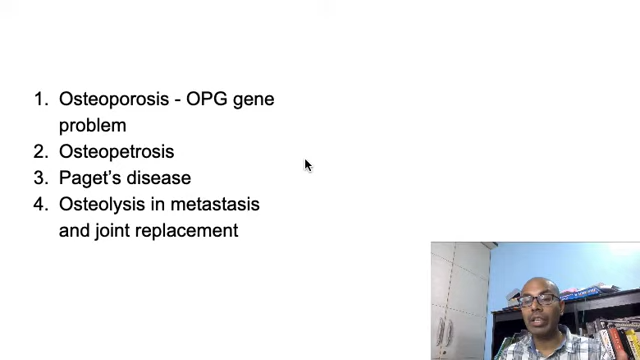 1. Osteoporosis - OPG gene
problem
2. Osteopetrosis
3. Paget's disease
4. Osteolysis in metastasis
and joint replacement